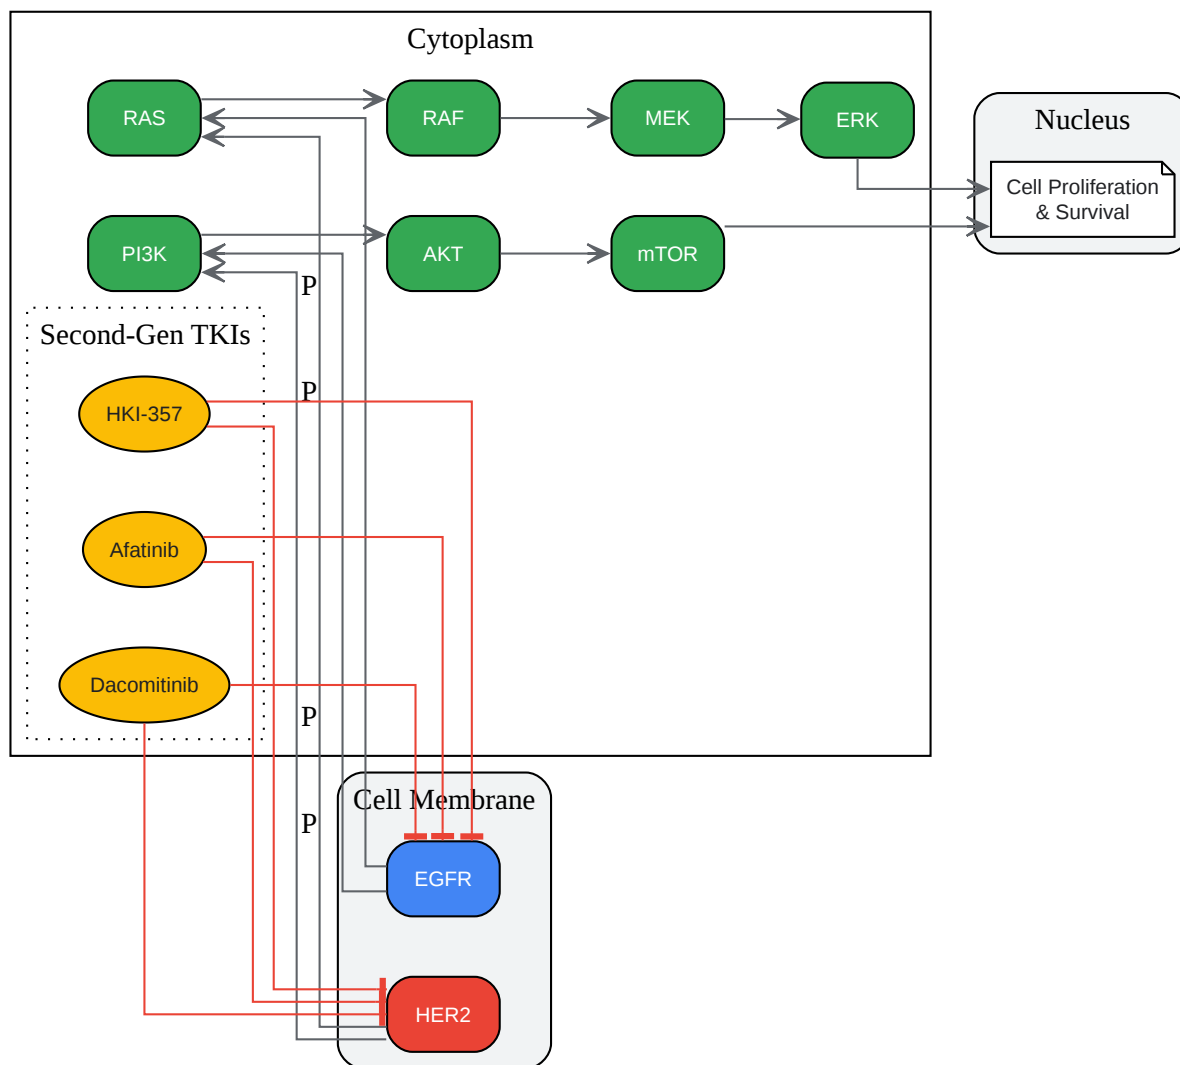 Cytoplasm
RAS
RAF
MEK
ERK
Nucleus
Cell Proliferation
& Survival
PI3K
AKT
mTOR
P
Second-Gen TKIs
P
HKI-357
Afatinib
Dacomitinib
P
Cell Membrane
P
EGFR
HER2